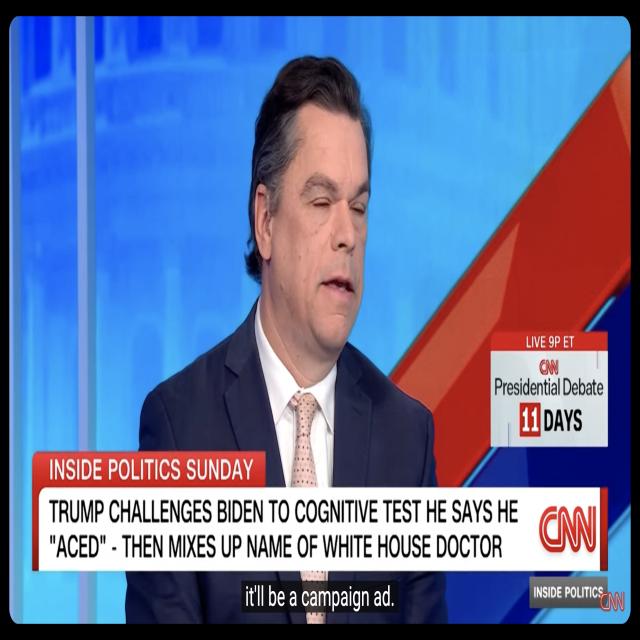 LIVE 9P ET
CNN
Presidential Debate
11 DAYS
INSIDE POLITICS SUNDAY
TRUMP CHALLENGES BIDEN TO COGNITIVE TEST HE SAYS HE
"ACED" - THEN MIXES UP NAME OF WHITE HOUSE DOCTOR
CNN
it'll be a campaign ad.
INSIDE POLITICS
CNN